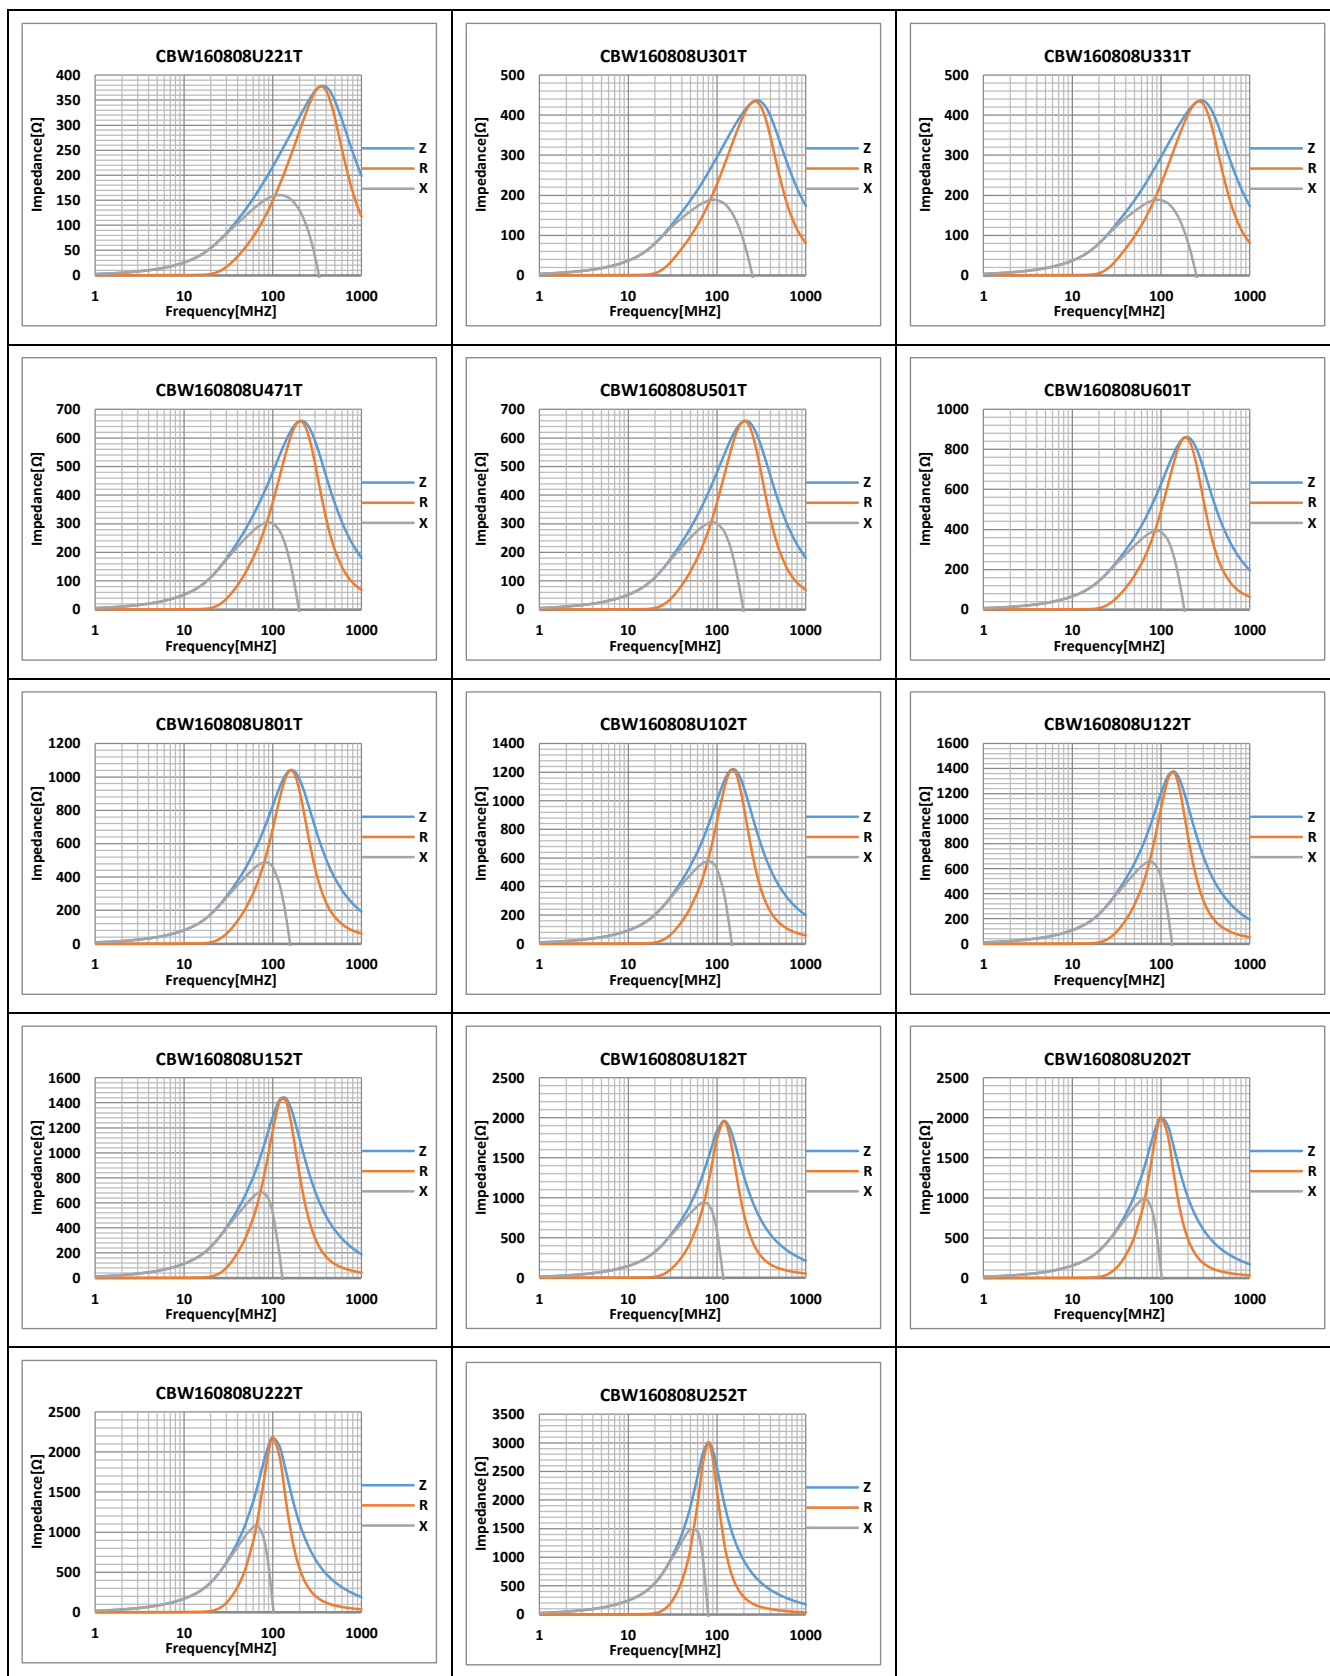 CBW160808U221T
Impedance[Ω]
400
350
300
250
200
150
100
50
0
1 10 100 1000
Frequency[MHZ]
Z
R
X
CBW160808U301T
Impedance[Ω]
500
400
300
200
100
0
1 10 100 1000
Frequency[MHZ]
Z
R
X
CBW160808U331T
Impedance[Ω]
500
400
300
200
100
0
1 10 100 1000
Frequency[MHZ]
Z
R
X
CBW160808U471T
Impedance[Ω]
700
600
500
400
300
200
100
0
1 10 100 1000
Frequency[MHZ]
Z
R
X
CBW160808U501T
Impedance[Ω]
700
600
500
400
300
200
100
0
1 10 100 1000
Frequency[MHZ]
Z
R
X
CBW160808U601T
Impedance[Ω]
1000
800
600
400
200
0
1 10 100 1000
Frequency[MHZ]
Z
R
X
CBW160808U801T
Impedance[Ω]
1200
1000
800
600
400
200
0
1 10 100 1000
Frequency[MHZ]
Z
R
X
CBW160808U102T
Impedance[Ω]
1400
1200
1000
800
600
400
200
0
1 10 100 1000
Frequency[MHZ]
Z
R
X
CBW160808U122T
Impedance[Ω]
1600
1400
1200
1000
800
600
400
200
0
1 10 100 1000
Frequency[MHZ]
Z
R
X
CBW160808U152T
Impedance[Ω]
1600
1400
1200
1000
800
600
400
200
0
1 10 100 1000
Frequency[MHZ]
Z
R
X
CBW160808U182T
Impedance[Ω]
2500
2000
1500
1000
500
0
1 10 100 1000
Frequency[MHZ]
Z
R
X
CBW160808U202T
Impedance[Ω]
2500
2000
1500
1000
500
0
1 10 100 1000
Frequency[MHZ]
Z
R
X
CBW160808U222T
Impedance[Ω]
2500
2000
1500
1000
500
0
1 10 100 1000
Frequency[MHZ]
Z
R
X
CBW160808U252T
Impedance[Ω]
3500
3000
2500
2000
1500
1000
500
0
1 10 100 1000
Frequency[MHZ]
Z
R
X